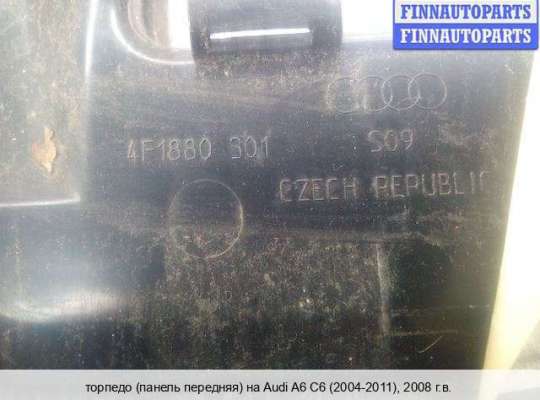 FINNAUTOPARTS
FINNAUTOPARTS
4F1880 301 S09
CZECH REPUBLIC
торпедо (панель передняя) на Audi A6 C6 (2004-2011), 2008 г.в.